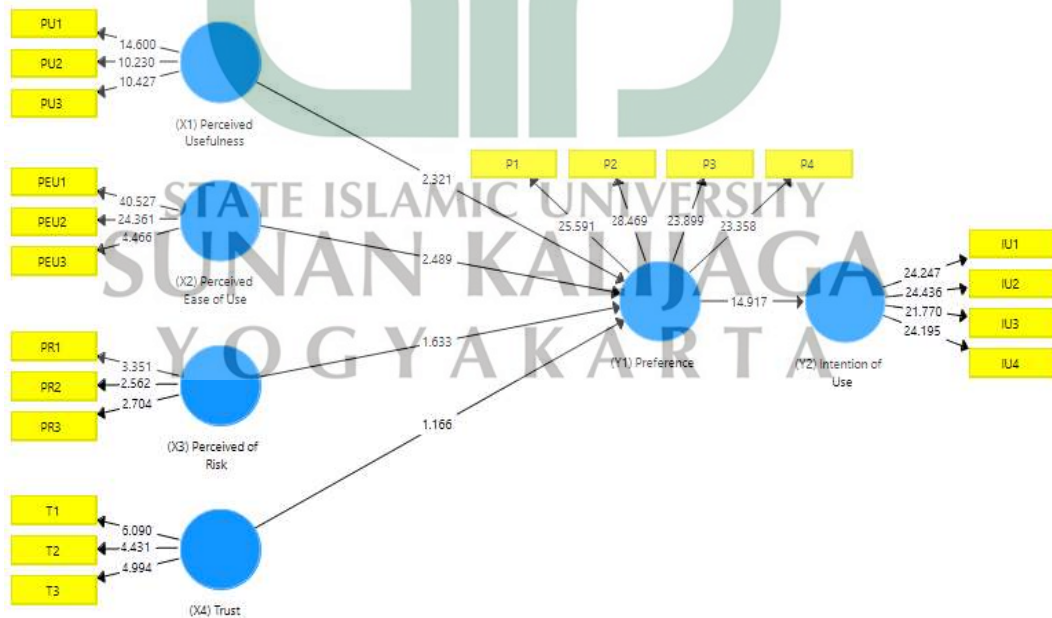 PU1
14.600
PU2
10.230
PU3
10.427
(X1) Perceived
Usefulness
2.321
P1
P2
P3
P4
25.591
28.469
23.899
23.358
PEU1
40.527
PEU2
24.361
PEU3
4.466
(X2) Perceived
Ease of Use
2.489
STATE ISLAMIC UNIVERSITY
SUNAN KALIJAGA
YOGYAKARTA
(Y1) Preference
14.917
(Y2) Intention of
Use
24.247
IU1
24.436
IU2
21.770
IU3
24.195
IU4
PR1
3.351
PR2
2.562
PR3
2.704
(X3) Perceived of
Risk
1.633
T1
6.090
T2
4.431
T3
4.994
(X4) Trust
1.166